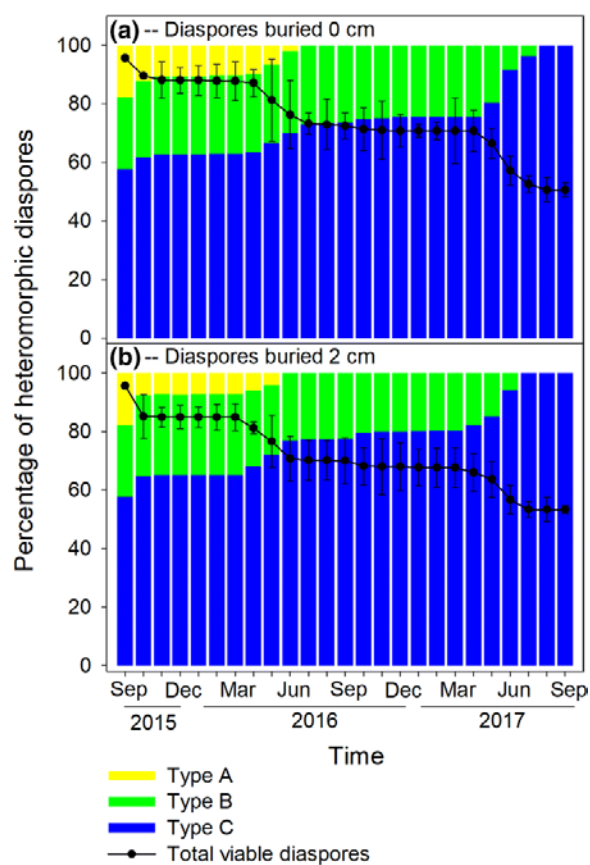 (a) -- Diaspores buried 0 cm
100
80
60
40
20
0
(b) -- Diaspores buried 2 cm
100
80
60
40
20
0
Percentage of heteromorphic diaspores
Sep Dec Mar Jun Sep Dec Mar Jun Sep
2015 2016 2017
Time
Type A
Type B
Type C
Total viable diaspores